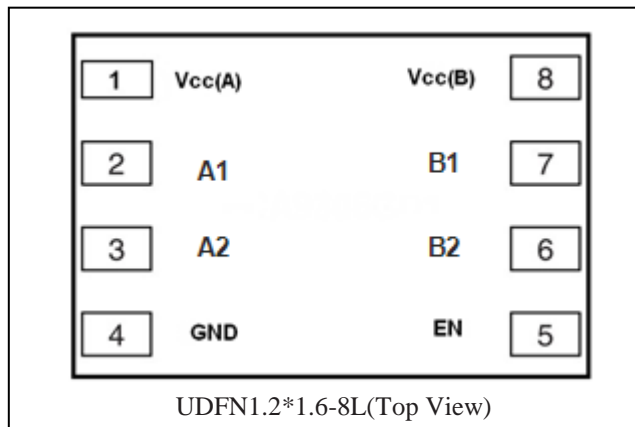 1 Vcc(A) Vcc(B) 8
2 A1 B1 7
3 A2 B2 6
4 GND EN 5
UDFN1.2*1.6-8L(Top View)